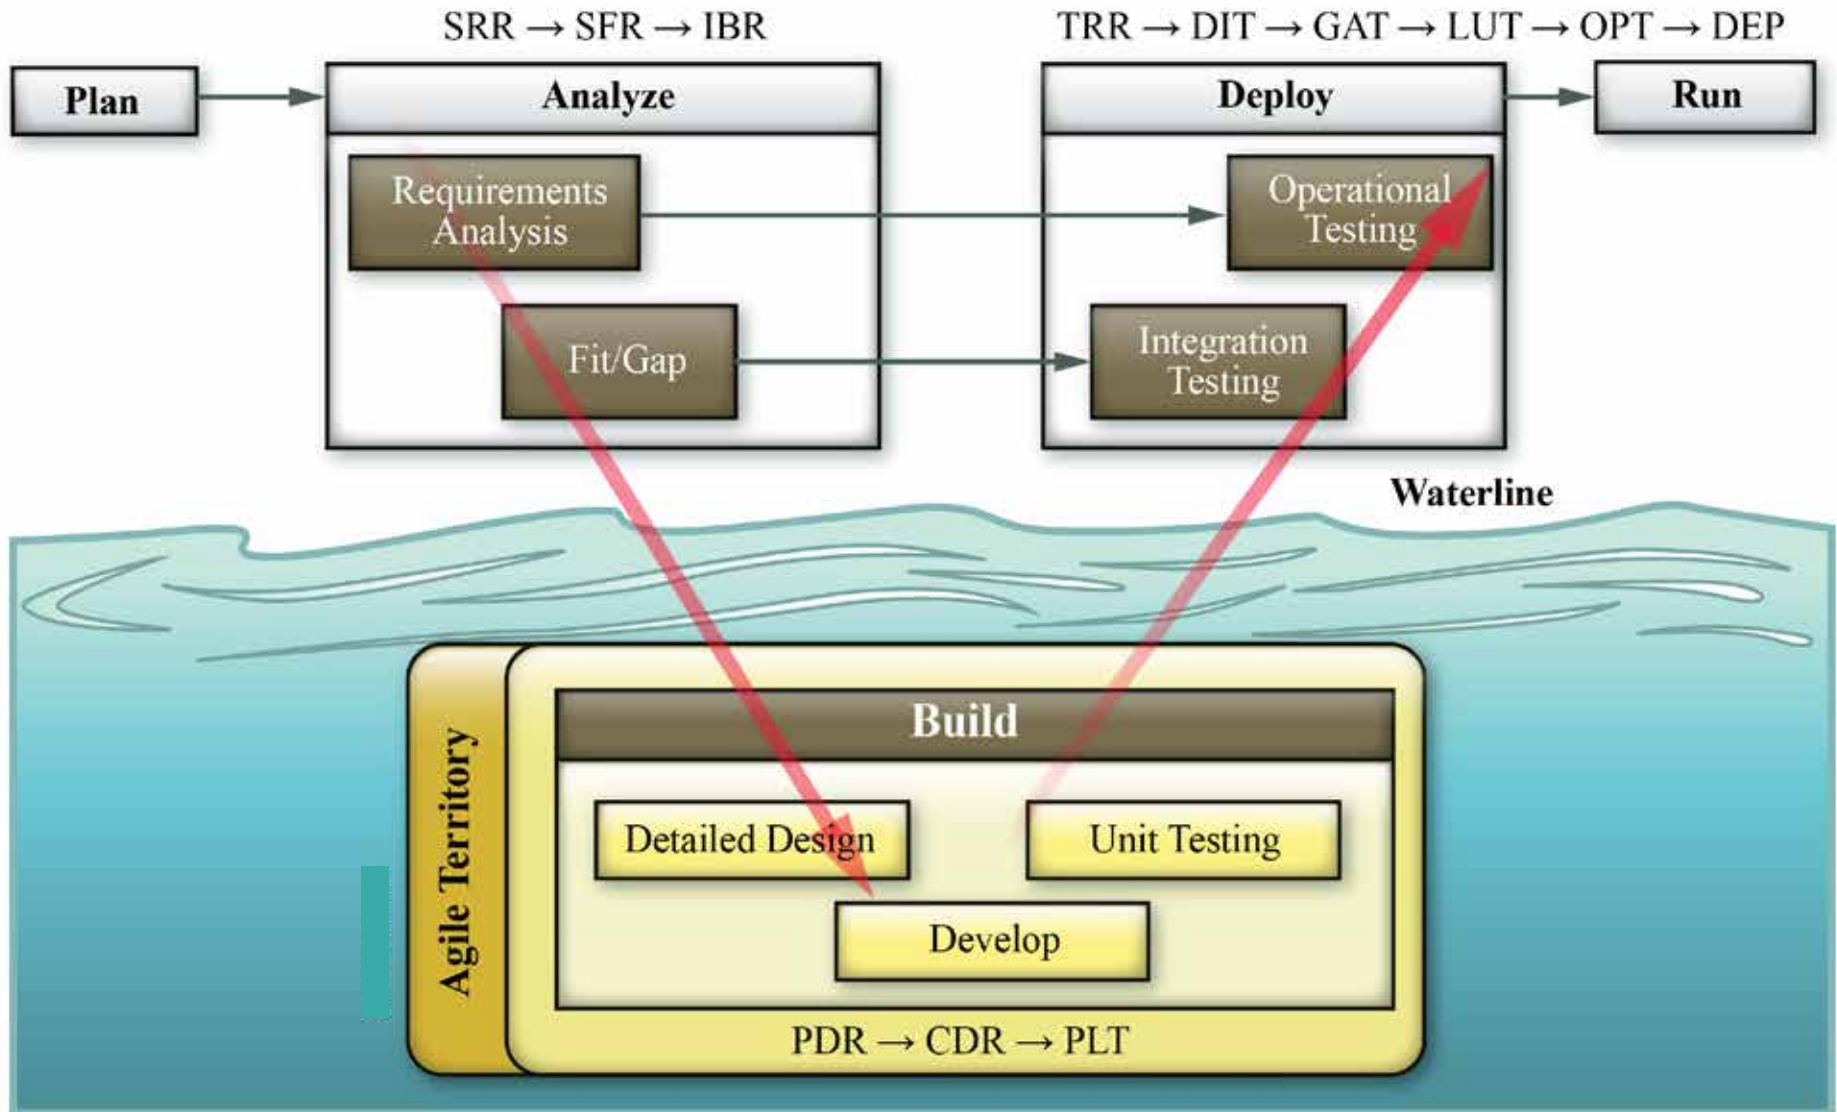 SRR → SFR → IBR
TRR → DIT → GAT → LUT → OPT → DEP
Plan
Analyze
Deploy
Run
Requirements
Analysis
Operational
Testing
Fit/Gap
Integration
Testing
Waterline
Agile Territory
Build
Detailed Design
Unit Testing
Develop
PDR → CDR → PLT